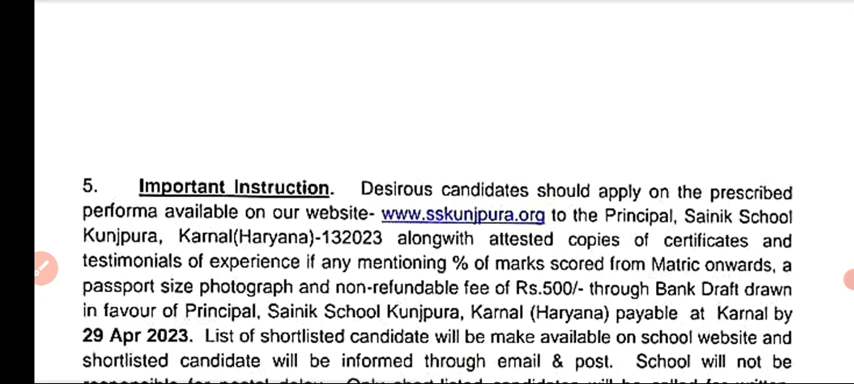 5. Important Instruction. Desirous candidates should apply on the prescribed
performa available on our website- www.sskunjpura.org to the Principal, Sainik School
Kunjpura, Karnal(Haryana)-132023 alongwith attested copies of certificates and
testimonials of experience if any mentioning % of marks scored from Matric onwards, a
passport size photograph and non-refundable fee of Rs.500/- through Bank Draft drawn
in favour of Principal, Sainik School Kunjpura, Karnal (Haryana) payable at Karnal by
29 Apr 2023. List of shortlisted candidate will be make available on school website and
shortlisted candidate will be informed through email & post. School will not be